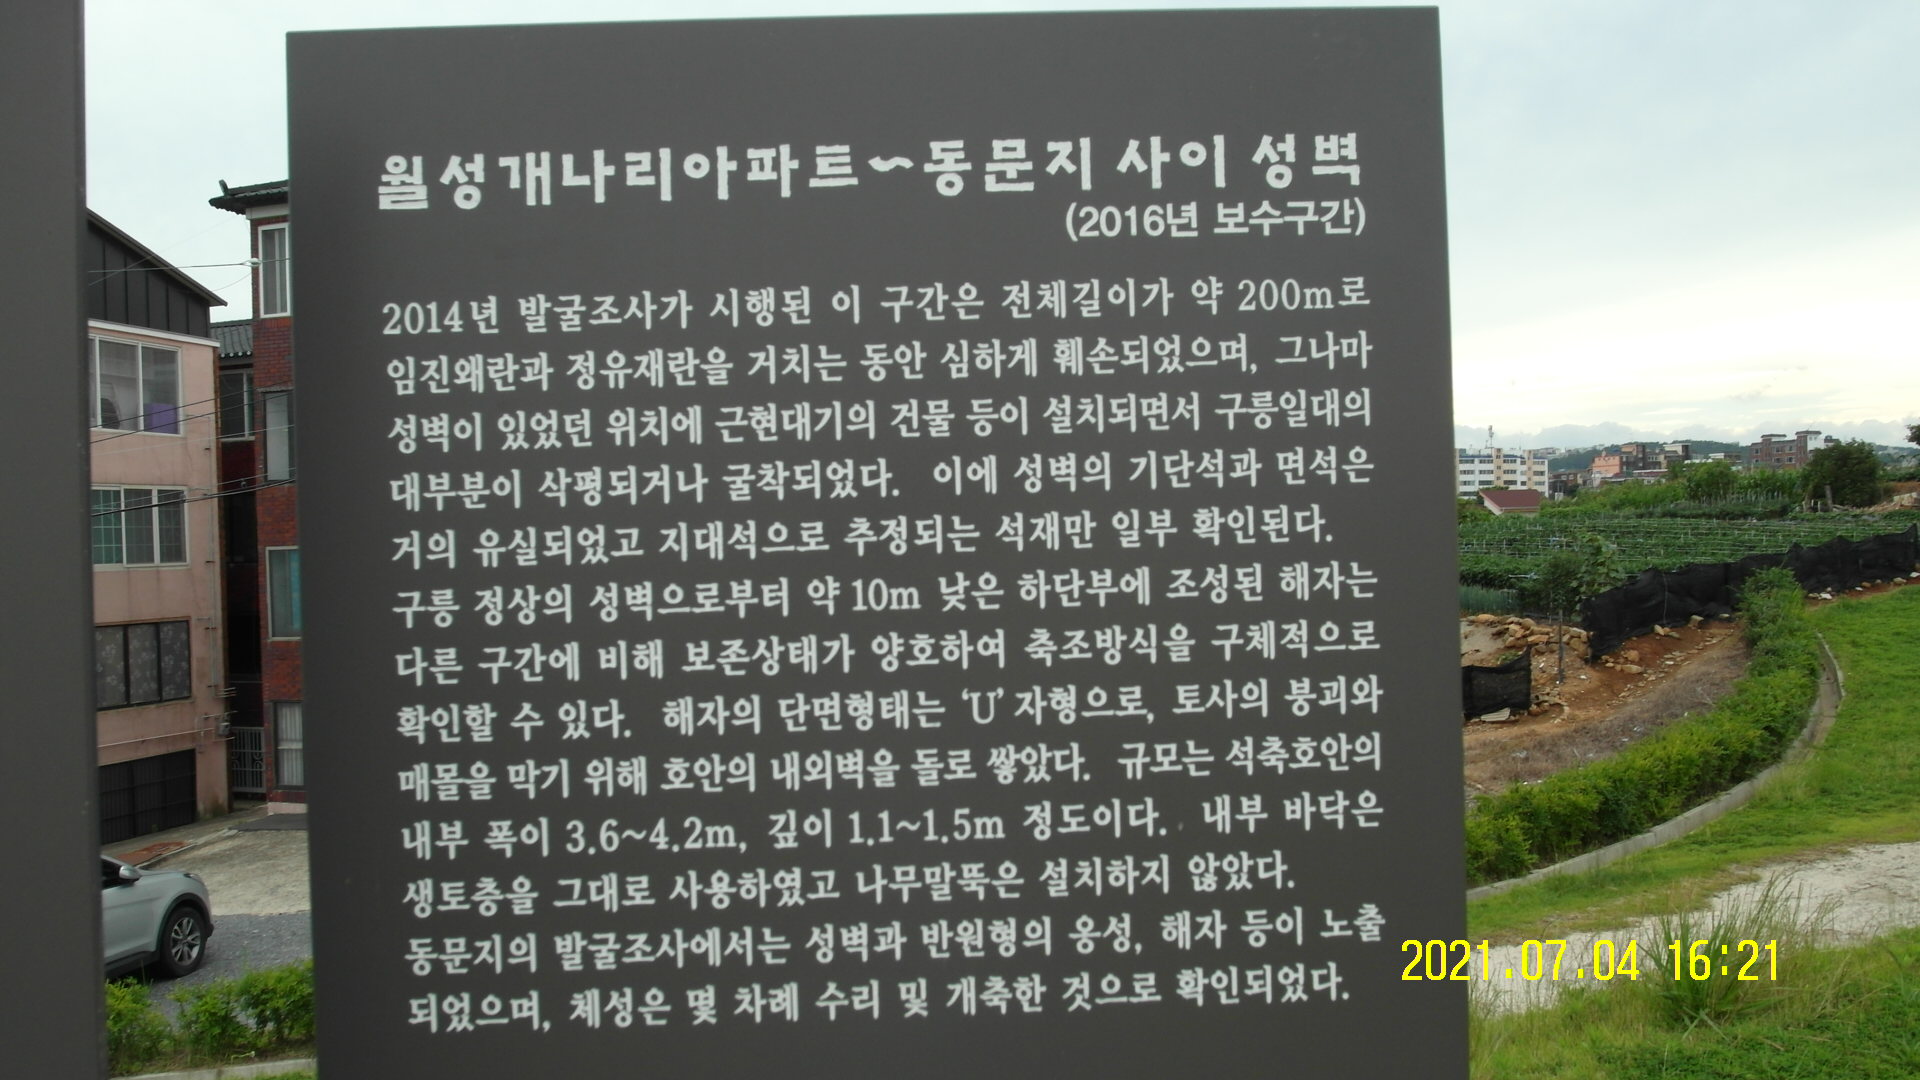 월성개나리아파트~동문지 사이 성벽
(2016년 보수구간)
2014년 발굴조사가 시행된 이 구간은 전체길이가 약 200m로
임진왜란과 정유재란을 거치는 동안 심하게 훼손되었으며, 그나마
성벽이 있었던 위치에 근현대기의 건물 등이 설치되면서 구릉일대의
대부분이 삭평되거나 굴착되었다. 이에 성벽의 기단석과 면석은
거의 유실되었고 지대석으로 추정되는 석재만 일부 확인된다.
구릉 정상의 성벽으로부터 약 10m 낮은 하단부에 조성된 해자는
다른 구간에 비해 보존상태가 양호하여 축조방식을 구체적으로
확인할 수 있다. 해자의 단면형태는 ‘U’자형으로, 토사의 붕괴와
매몰을 막기 위해 호안의 내외벽을 돌로 쌓았다. 규모는 석축호안의
내부 폭이 3.6~4.2m, 깊이 1.1~1.5m 정도이다. 내부 바닥은
생토층을 그대로 사용하였고 나무말뚝은 설치하지 않았다.
동문지의 발굴조사에서는 성벽과 반원형의 옹성, 해자 등이 노출
되었으며, 체성은 몇 차례 수리 및 개축한 것으로 확인되었다.
2021.07.04 16:21